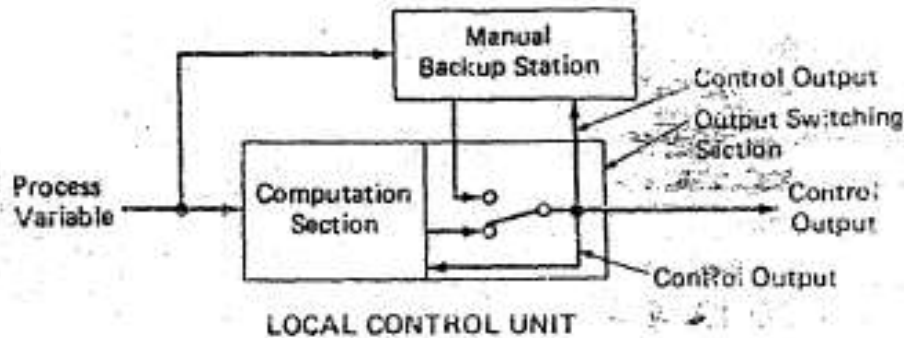 Manual
Backup Station
Control Output
Output Switching
Section
Process
Variable
Computation
Section
Control
Output
Control Output
LOCAL CONTROL UNIT